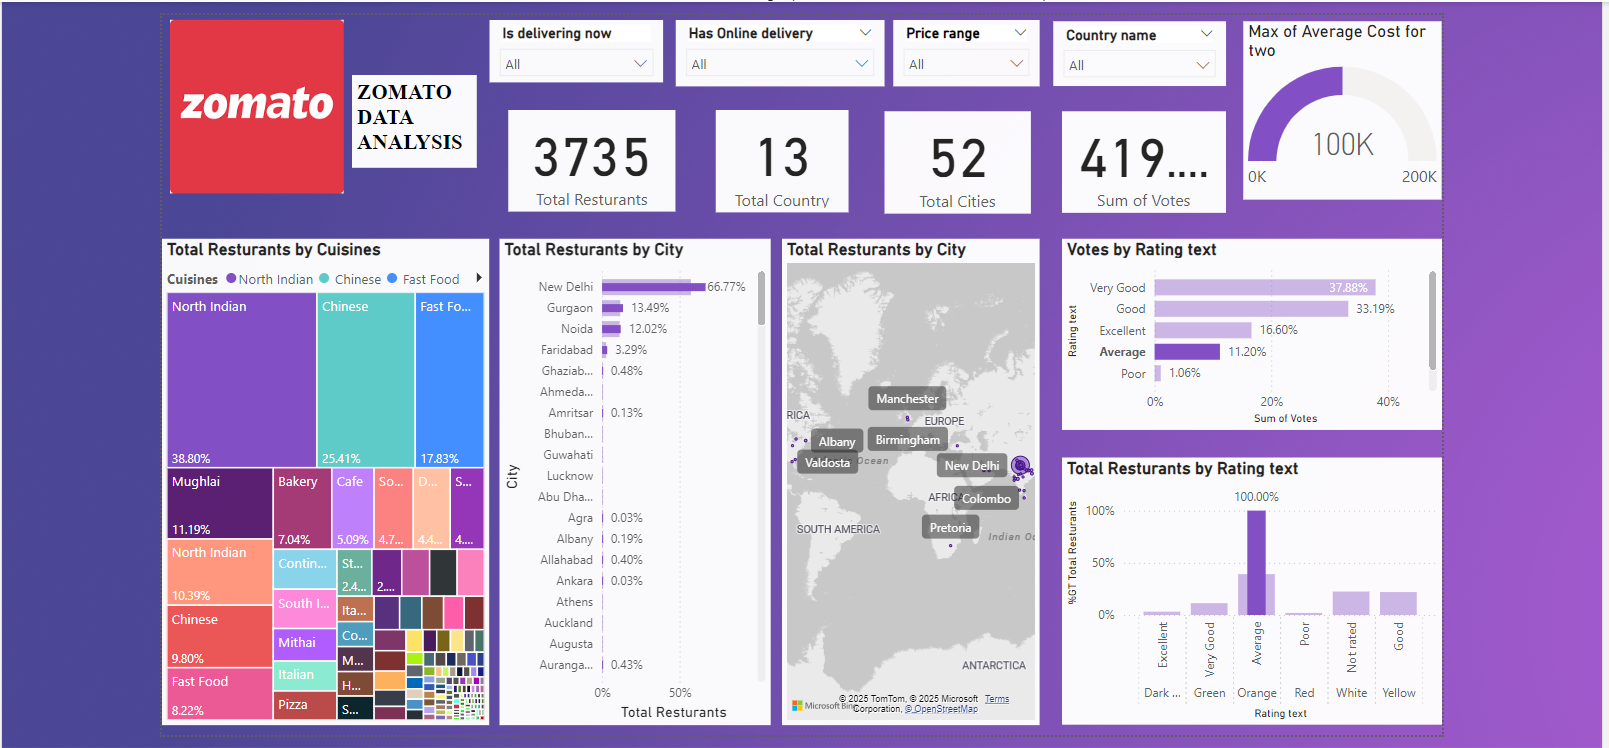 zomato
ZOMATO
DATA
ANALYSIS
Is delivering now
All
Has Online delivery
All
Price range
All
Country name
All
Max of Average Cost for
two
100K
0K
200K
3735
Total Resturants
13
Total Country
52
Total Cities
419....
Sum of Votes
Total Resturants by Cuisines
Cuisines
North Indian
Chinese
Fast Food
North Indian
38.80%
Chinese
25.41%
Fast Fo...
17.83%
Mughlai
11.19%
Bakery
7.04%
Cafe
5.09%
So...
4.7...
D...
4.4...
S...
4....
North Indian
10.39%
Contin...
St...
2.4...
2....
South I...
Ita...
Chinese
9.80%
Mithai
Co...
M...
Fast Food
8.22%
Italian
H...
Pizza
S...
Total Resturants by City
City
New Delhi
66.77%
Gurgaon
13.49%
Noida
12.02%
Faridabad
3.29%
Ghaziab...
0.48%
Ahmeda...
Amritsar
0.13%
Bhuban...
Guwahati
Lucknow
Abu Dha...
Agra
0.03%
Albany
0.19%
Allahabad
0.40%
Ankara
0.03%
Athens
Auckland
Augusta
Auranga...
0.43%
0%
50%
Total Resturants
Total Resturants by City
Manchester
RICA
EUROPE
Albany
Birmingham
Valdosta
Ocean
New Delhi
AFRICA
Colombo
SOUTH AMERICA
Pretoria
Indian Oc
ANTARCTICA
Microsoft Bing
© 2025 TomTom, © 2025 Microsoft
Corporation, © OpenStreetMap
Terms
Votes by Rating text
Rating text
Very Good
37.88%
Good
33.19%
Excellent
16.60%
Average
11.20%
Poor
1.06%
0%
20%
40%
Sum of Votes
Total Resturants by Rating text
%GT Total Resturants
100.00%
100%
50%
0%
Excellent
Very Good
Average
Poor
Not rated
Good
Dark ...
Green
Orange
Red
White
Yellow
Rating text